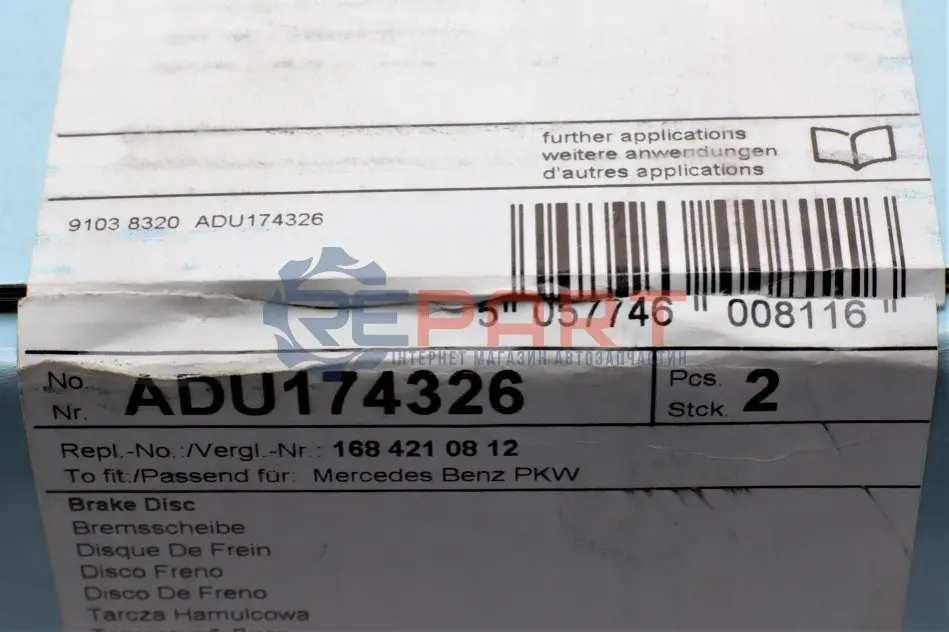 further applications
weitere anwendungen
d'autres applications
9103 8320 ADU174326
5" 057746 "008116 "
REPART
ІНТЕРНЕТ МАГАЗИН АВТОЗАПЧАСТИН
No.
Nr. ADU174326
Pcs.
Stck. 2
Repl.-No.:/Vergl.-Nr.: 168 421 08 12
To fit:/Passend für: Mercedes Benz PKW
Brake Disc
Bremsscheibe
Disque De Frein
Disco Freno
Disco De Freno
Tarcza Hamulcowa